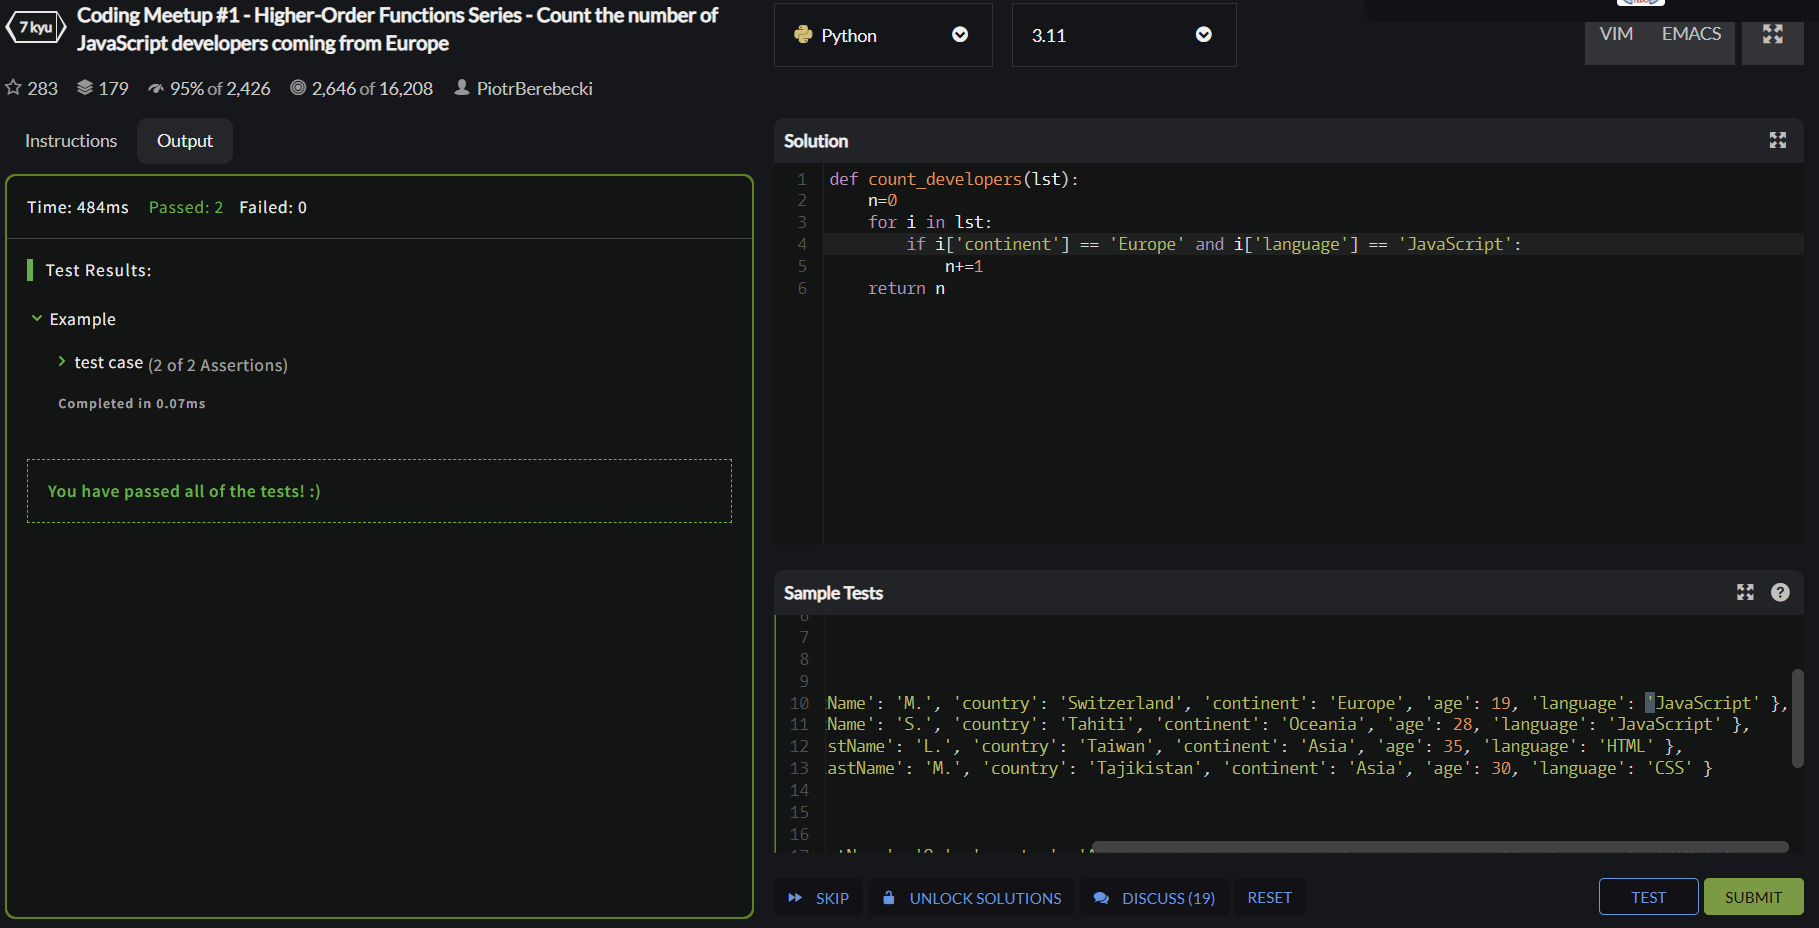 7 kyu
Coding Meetup #1 - Higher-Order Functions Series - Count the number of
JavaScript developers coming from Europe
283 179 95% of 2,426 2,646 of 16,208 PiotrBerebecki
Instructions Output
Time: 484ms Passed: 2 Failed: 0
Test Results:
Example
test case (2 of 2 Assertions)
Completed in 0.07ms
You have passed all of the tests! :)
Python 3.11 VIM EMACS
Solution
1 def count_developers(lst):
2 n=0
3 for i in lst:
4 if i['continent'] == 'Europe' and i['language'] == 'JavaScript':
5 n+=1
6 return n
Sample Tests
6
7
8
9
10 Name': 'M.', 'country': 'Switzerland', 'continent': 'Europe', 'age': 19, 'language': 'JavaScript' },
11 Name': 'S.', 'country': 'Tahiti', 'continent': 'Oceania', 'age': 28, 'language': 'JavaScript' },
12 stName': 'L.', 'country': 'Taiwan', 'continent': 'Asia', 'age': 35, 'language': 'HTML' },
13 astName': 'M.', 'country': 'Tajikistan', 'continent': 'Asia', 'age': 30, 'language': 'CSS' }
14
15
16
SKIP UNLOCK SOLUTIONS DISCUSS (19) RESET TEST SUBMIT